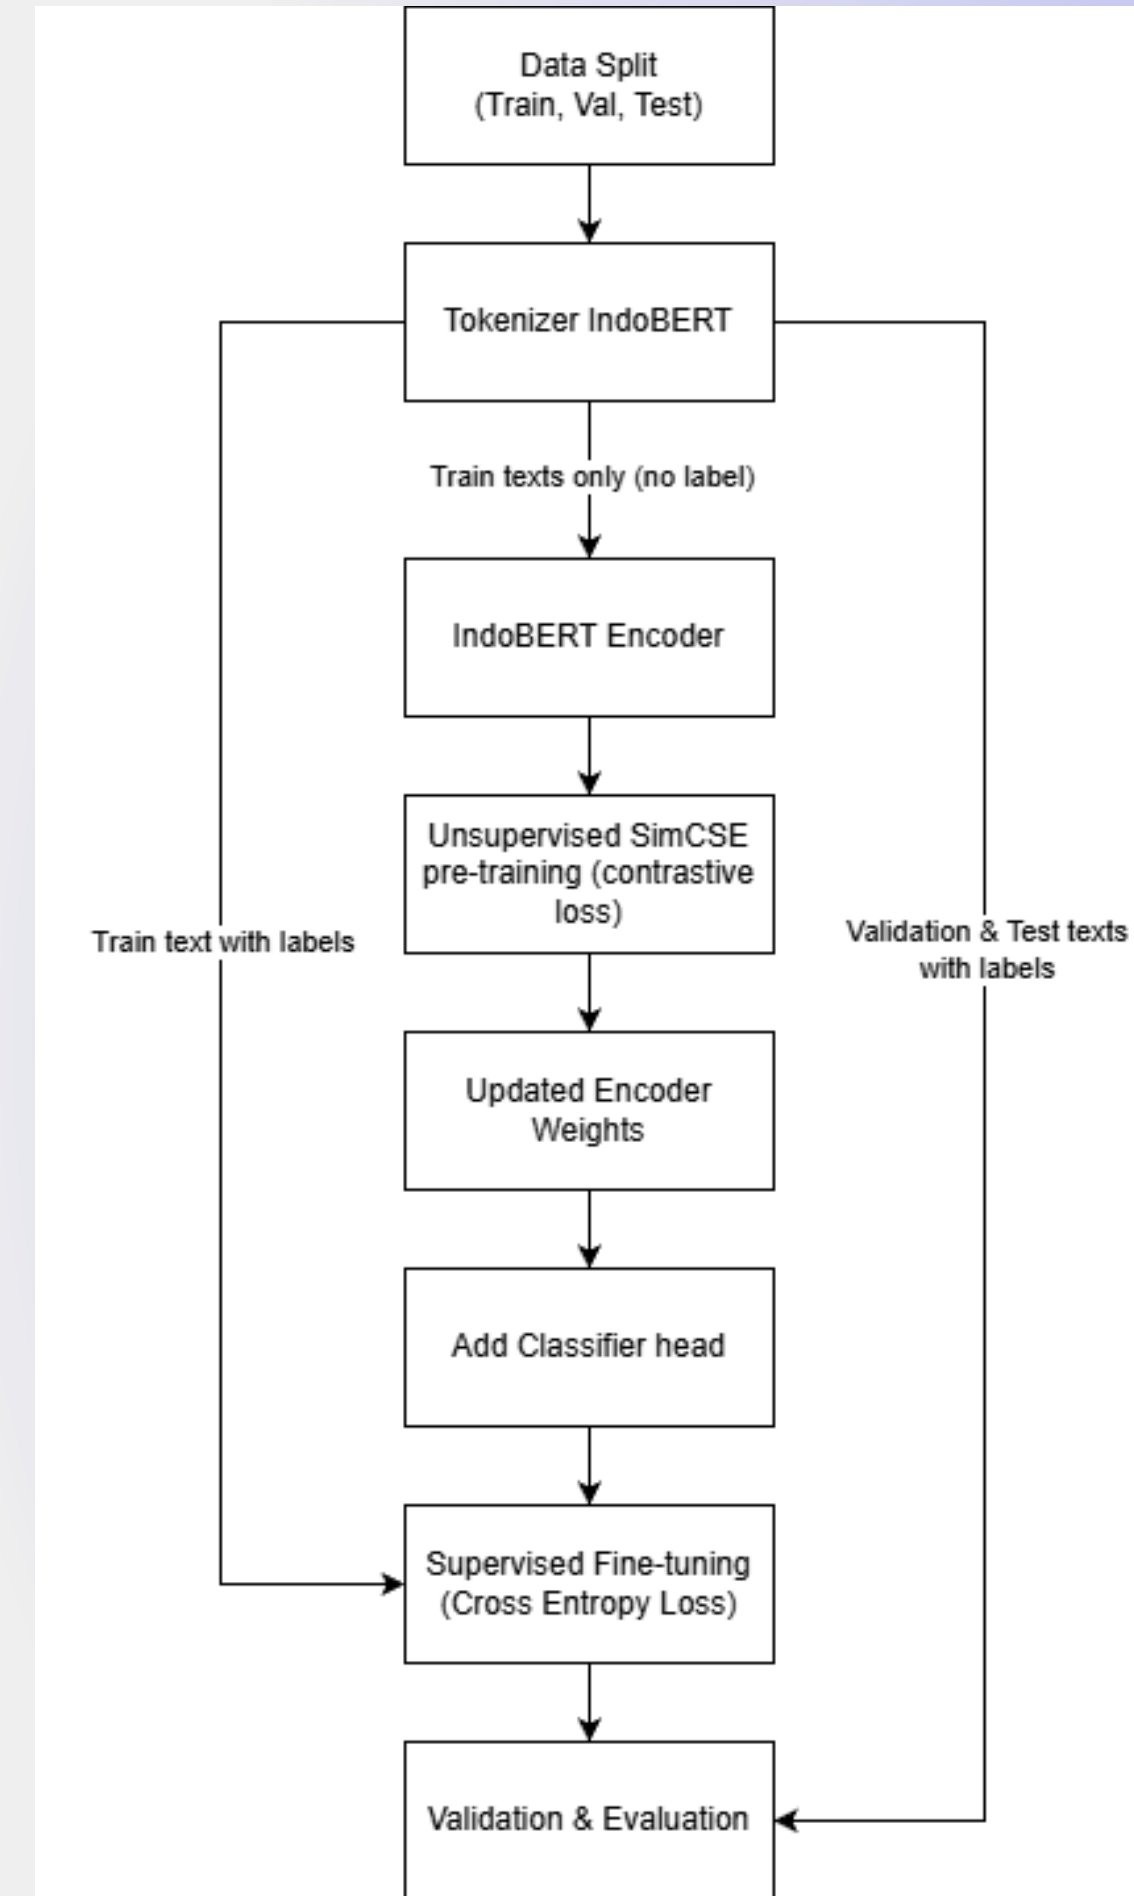 Data Split
(Train, Val, Test)
Tokenizer IndoBERT
Train texts only (no label)
IndoBERT Encoder
Unsupervised SimCSE
pre-training (contrastive
loss)
Train text with labels
Validation & Test texts
with labels
Updated Encoder
Weights
Add Classifier head
Supervised Fine-tuning
(Cross Entropy Loss)
Validation & Evaluation